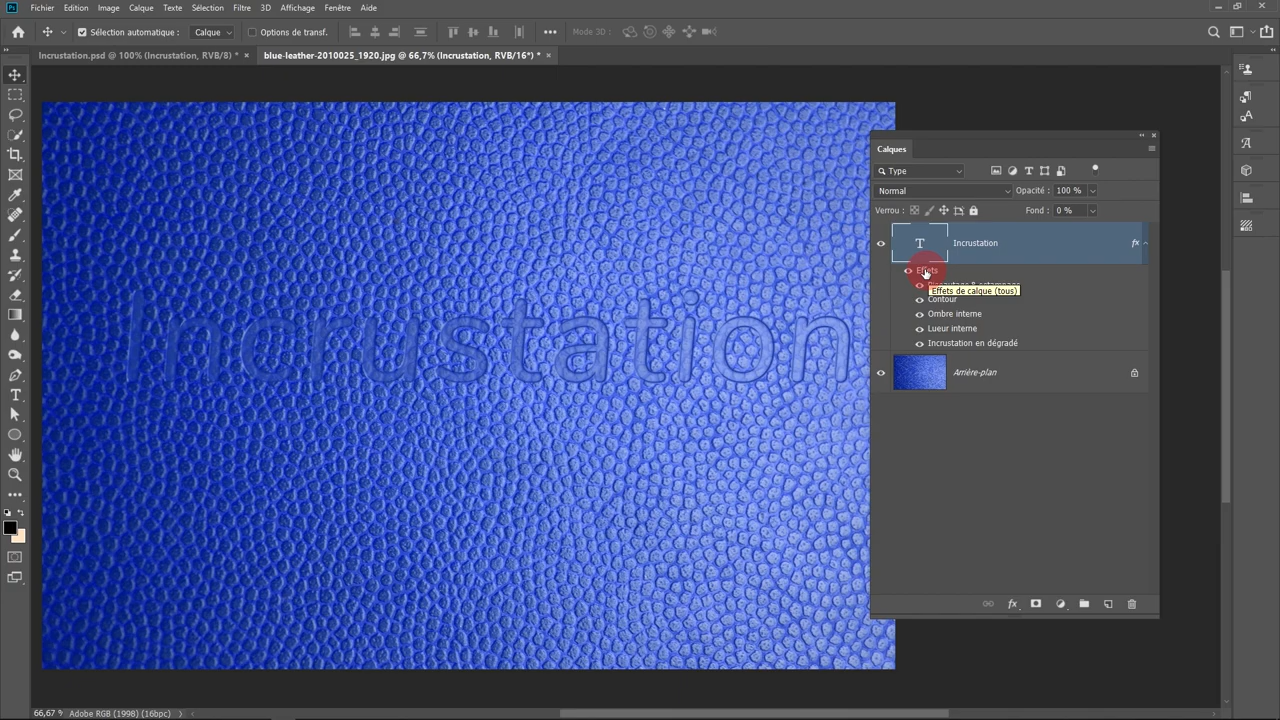 Ps Fichier Edition Image Calque Texte Sélection Filtre 3D Affichage Fenêtre Aide
Sélection automatique : Calque Options de transf. Mode 3D :
Incrustation.psd @ 100% (Incrustation, RVB/8) * blue-leather-2010025_1920.jpg @ 66,7% (Incrustation, RVB/16*) *
Calques
Type
Normal Opacité : 100 %
Verrou : Fond : 0 %
T Incrustation fx
Effets
Effets de calque (tous)
Contour
Ombre interne
Lueur interne
Incrustation en dégradé
Arrière-plan
fx
Incrustation
66,67 % Adobe RGB (1998) (16bpc)